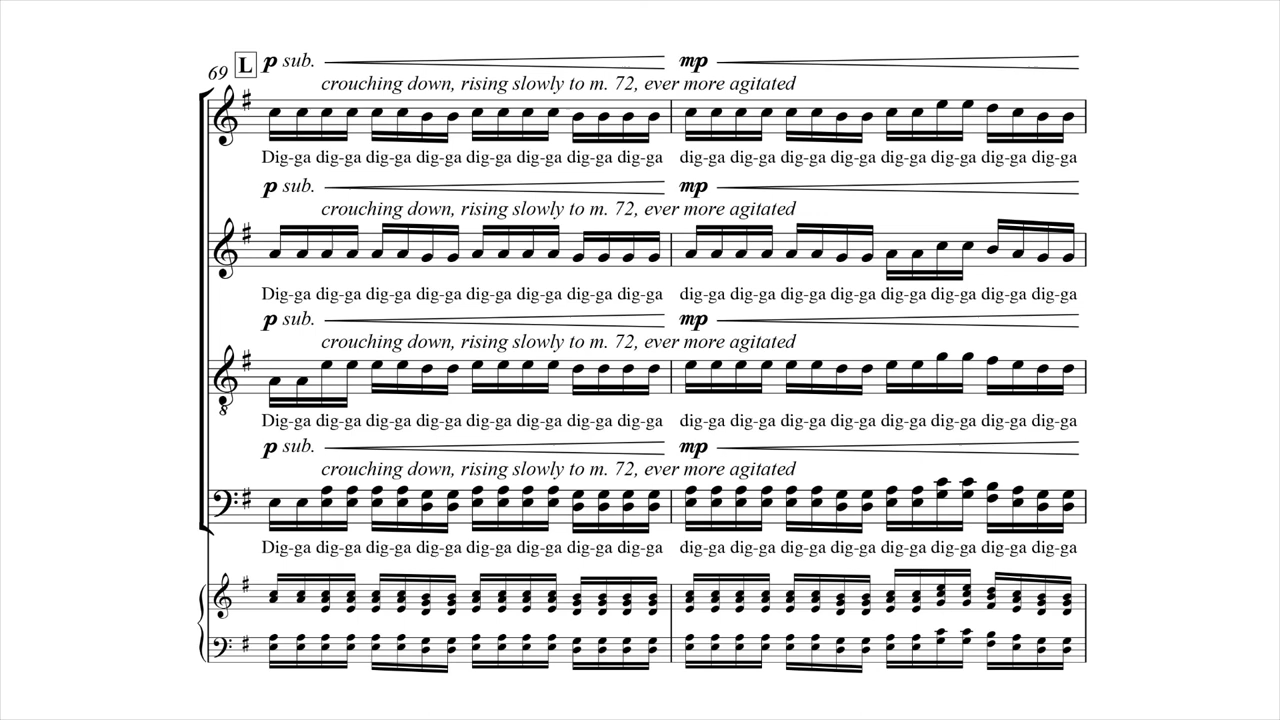 69 L p sub. mp
crouching down, rising slowly to m. 72, ever more agitated
Dig-ga dig-ga dig-ga dig-ga dig-ga dig-ga dig-ga dig-ga dig-ga dig-ga dig-ga dig-ga dig-ga dig-ga dig-ga dig-ga
p sub. mp
crouching down, rising slowly to m. 72, ever more agitated
Dig-ga dig-ga dig-ga dig-ga dig-ga dig-ga dig-ga dig-ga dig-ga dig-ga dig-ga dig-ga dig-ga dig-ga dig-ga dig-ga
p sub. mp
crouching down, rising slowly to m. 72, ever more agitated
8
Dig-ga dig-ga dig-ga dig-ga dig-ga dig-ga dig-ga dig-ga dig-ga dig-ga dig-ga dig-ga dig-ga dig-ga dig-ga dig-ga
p sub. mp
crouching down, rising slowly to m. 72, ever more agitated
Dig-ga dig-ga dig-ga dig-ga dig-ga dig-ga dig-ga dig-ga dig-ga dig-ga dig-ga dig-ga dig-ga dig-ga dig-ga dig-ga